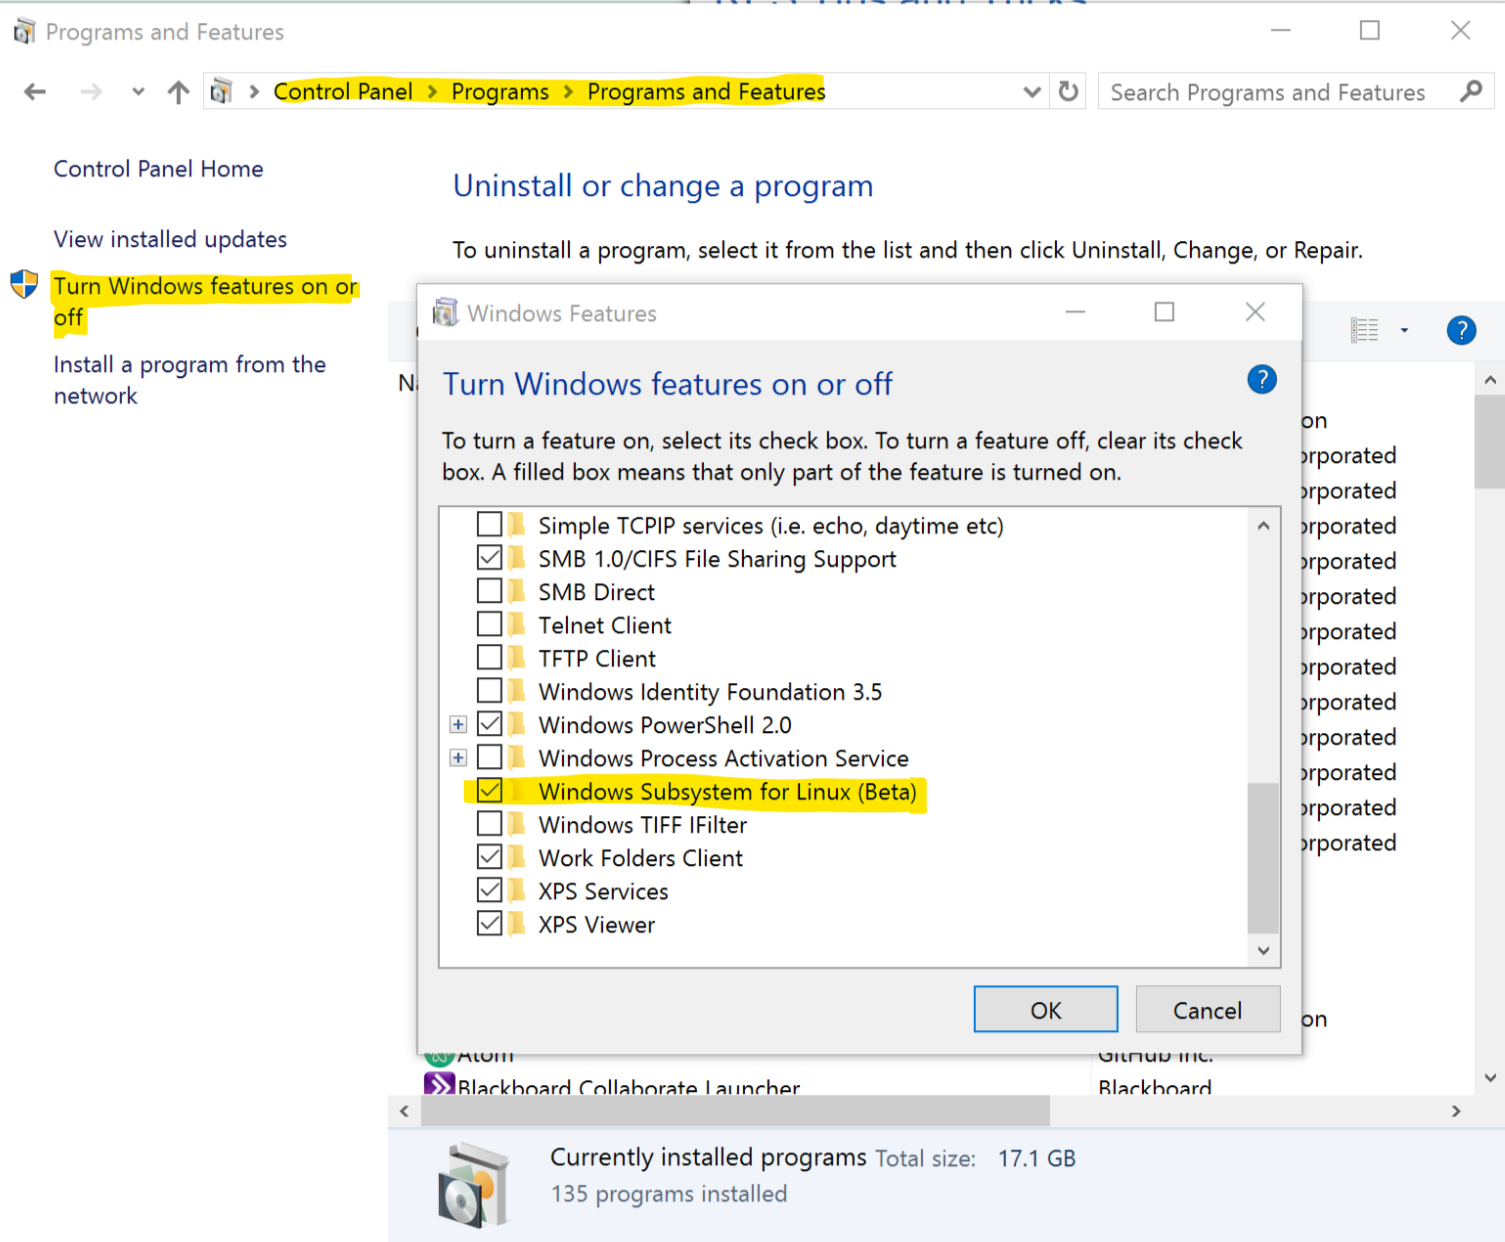 Programs and Features
Control Panel > Programs > Programs and Features
Search Programs and Features
Control Panel Home
View installed updates
Turn Windows features on or
off
Install a program from the
network
Uninstall or change a program
To uninstall a program, select it from the list and then click Uninstall, Change, or Repair.
Windows Features
Turn Windows features on or off
To turn a feature on, select its check box. To turn a feature off, clear its check
box. A filled box means that only part of the feature is turned on.
Simple TCPIP services (i.e. echo, daytime etc)
SMB 1.0/CIFS File Sharing Support
SMB Direct
Telnet Client
TFTP Client
Windows Identity Foundation 3.5
Windows PowerShell 2.0
Windows Process Activation Service
Windows Subsystem for Linux (Beta)
Windows TIFF IFilter
Work Folders Client
XPS Services
XPS Viewer
OK
Cancel
on
orporated
orporated
orporated
orporated
orporated
orporated
orporated
orporated
orporated
orporated
orporated
orporated
on
Atom
GitHub Inc.
Blackboard Collaborate Launcher
Blackboard
Currently installed programs Total size: 17.1 GB
135 programs installed